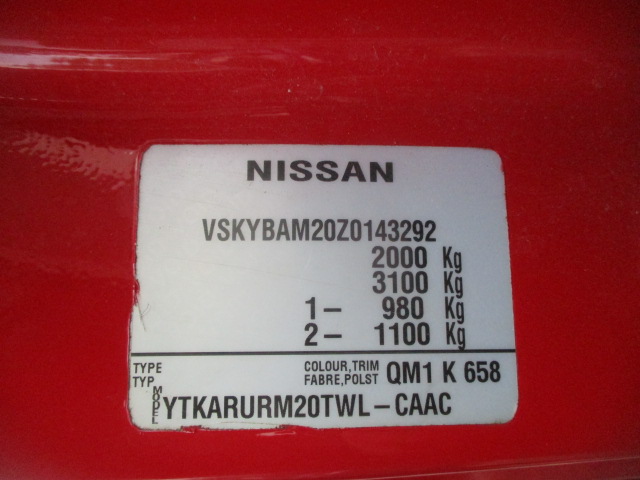 NISSAN
VSKYBAM20Z0143292
2000 Kg
3100 Kg
1- 980 Kg
2- 1100 Kg
TYPE COLOUR,TRIM QM1 K 658
TYP FABRE,POLST
MODEL YTKARURM20TWL-CAAC